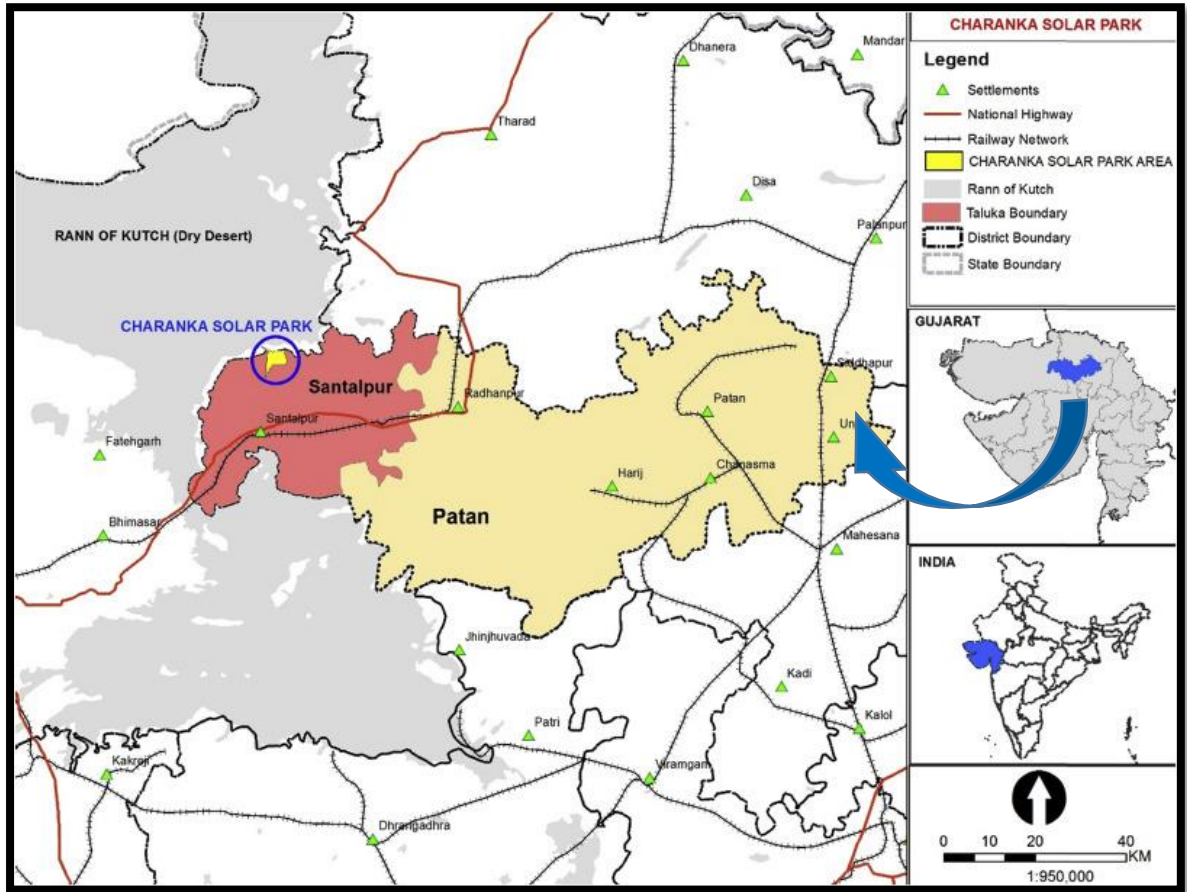 CHARANKA SOLAR PARK
Legend
Settlements
National Highway
Railway Network
CHARANKA SOLAR PARK AREA
Rann of Kutch
Taluka Boundary
District Boundary
State Boundary
Mandar
Dhanera
Tharad
Disa
Palanpur
RANN OF KUTCH (Dry Desert)
CHARANKA SOLAR PARK
Santalpur
Siddhapur
Radhanpur
Patan
Santalpur
Fatehgarh
Un
Chanasma
Harij
Patan
Bhimasar
Mahesana
Jhinjhuvada
Kadi
Patri
Kalol
Viramgam
Dhrangadhra
GUJARAT
INDIA
0 10 20 40
KM
1:950,000